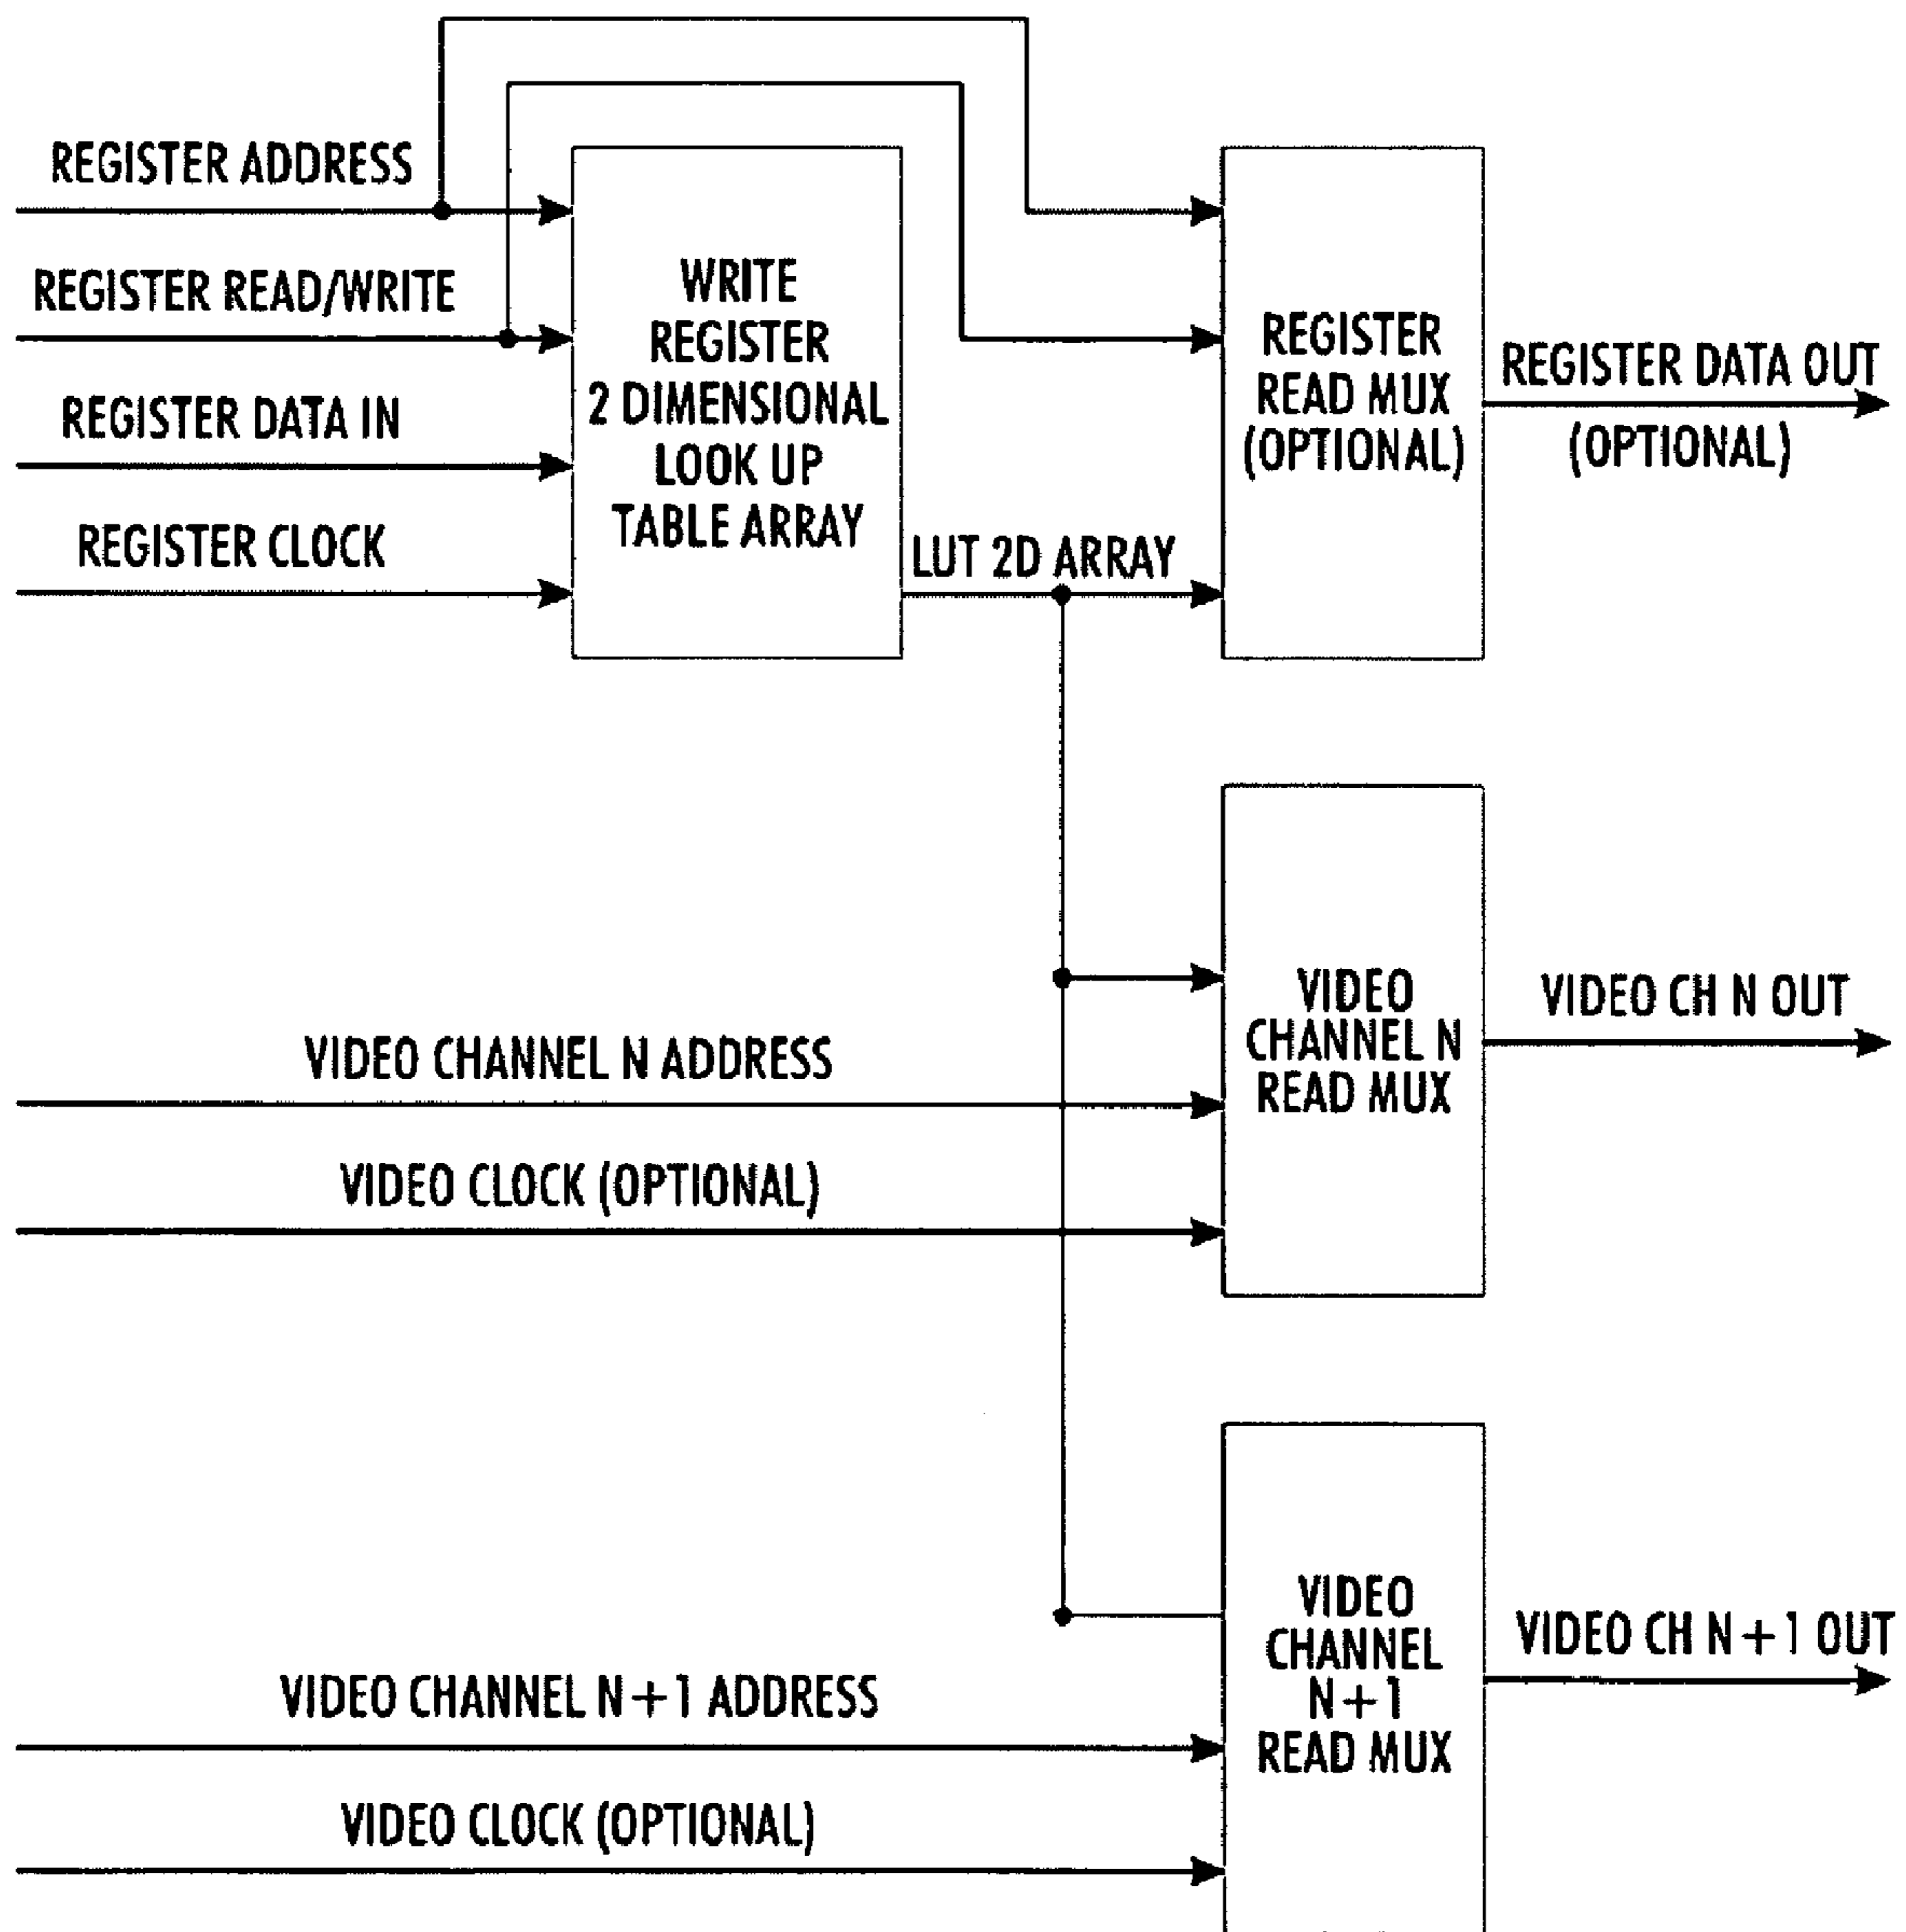 REGISTER ADDRESS
REGISTER READ/WRITE
REGISTER DATA IN
REGISTER CLOCK
WRITE
REGISTER
2 DIMENSIONAL
LOOK UP
TABLE ARRAY
LUT 2D ARRAY
REGISTER
READ MUX
(OPTIONAL)
REGISTER DATA OUT
(OPTIONAL)
VIDEO CHANNEL N ADDRESS
VIDEO CLOCK (OPTIONAL)
VIDEO
CHANNEL N
READ MUX
VIDEO CH N OUT
VIDEO CHANNEL N+1 ADDRESS
VIDEO CLOCK (OPTIONAL)
VIDEO
CHANNEL
N+1
READ MUX
VIDEO CH N+1 OUT